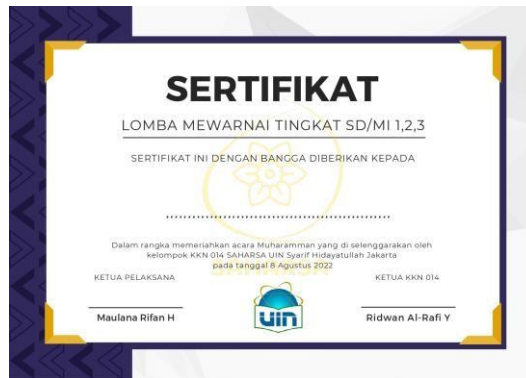 SERTIFIKAT
LOMBA MEWARNAI TINGKAT SD/MI 1,2,3
SERTIFIKAT INI DENGAN BANGGA DIBERIKAN KEPADA
Dalam rangka memeriahkan acara Muharamman yang di selenggarakan oleh
kelompok KKN 014 SAHARSA UIN Syarif Hidayatullah Jakarta
pada tanggal 8 Agustus 2022
SAHARSA
KETUA PELAKSANA
KETUA KKN 014
Maulana Rifan H
UIN
Ridwan Al-Rafi Y